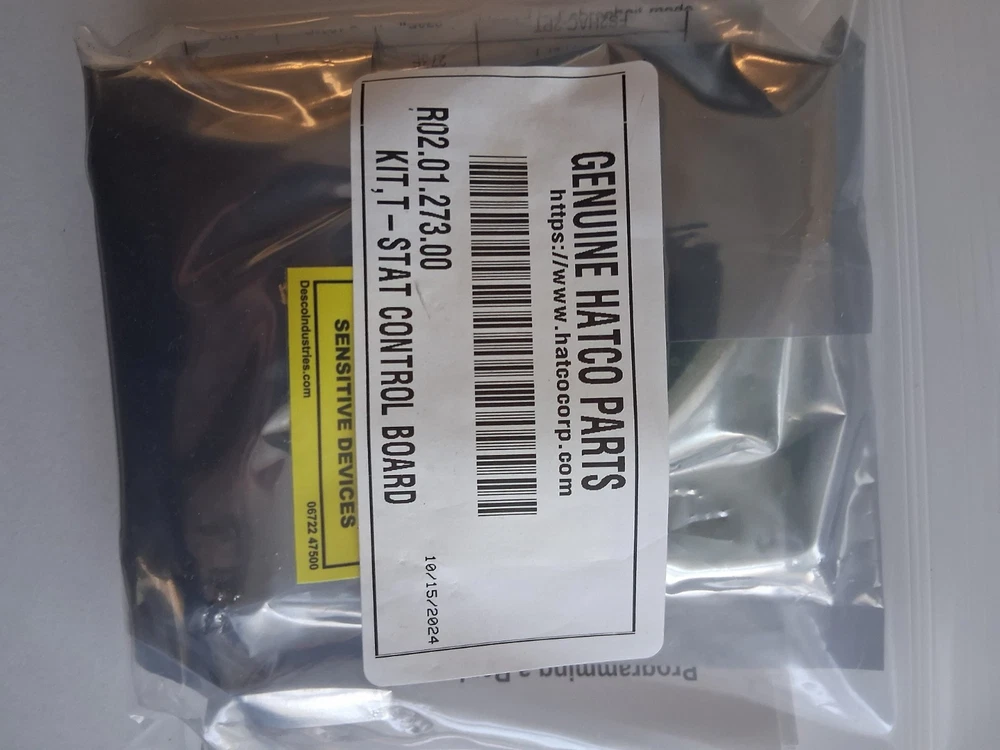 GENUINE HATCO PARTS
https://www.hatcocorp.com
R02.01.273.00
KIT,T-STAT CONTROL BOARD
10/15/2024
SENSITIVE DEVICES
DescoIndustries.com
06722 47500
Programming a